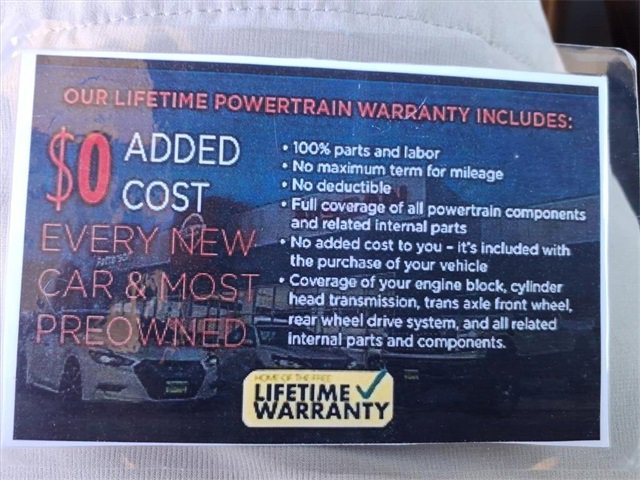 OUR LIFETIME POWERTRAIN WARRANTY INCLUDES:
$0 ADDED
COST
EVERY NEW
CAR & MOST
PREOWNED
• 100% parts and labor
• No maximum term for mileage
• No deductible
• Full coverage of all powertrain components
and related internal parts
• No added cost to you – it's included with
the purchase of your vehicle
• Coverage of your engine block, cylinder
head transmission, trans axle front wheel,
rear wheel drive system, and all related
internal parts and components.
HOME OF THE FREE
LIFETIME
WARRANTY